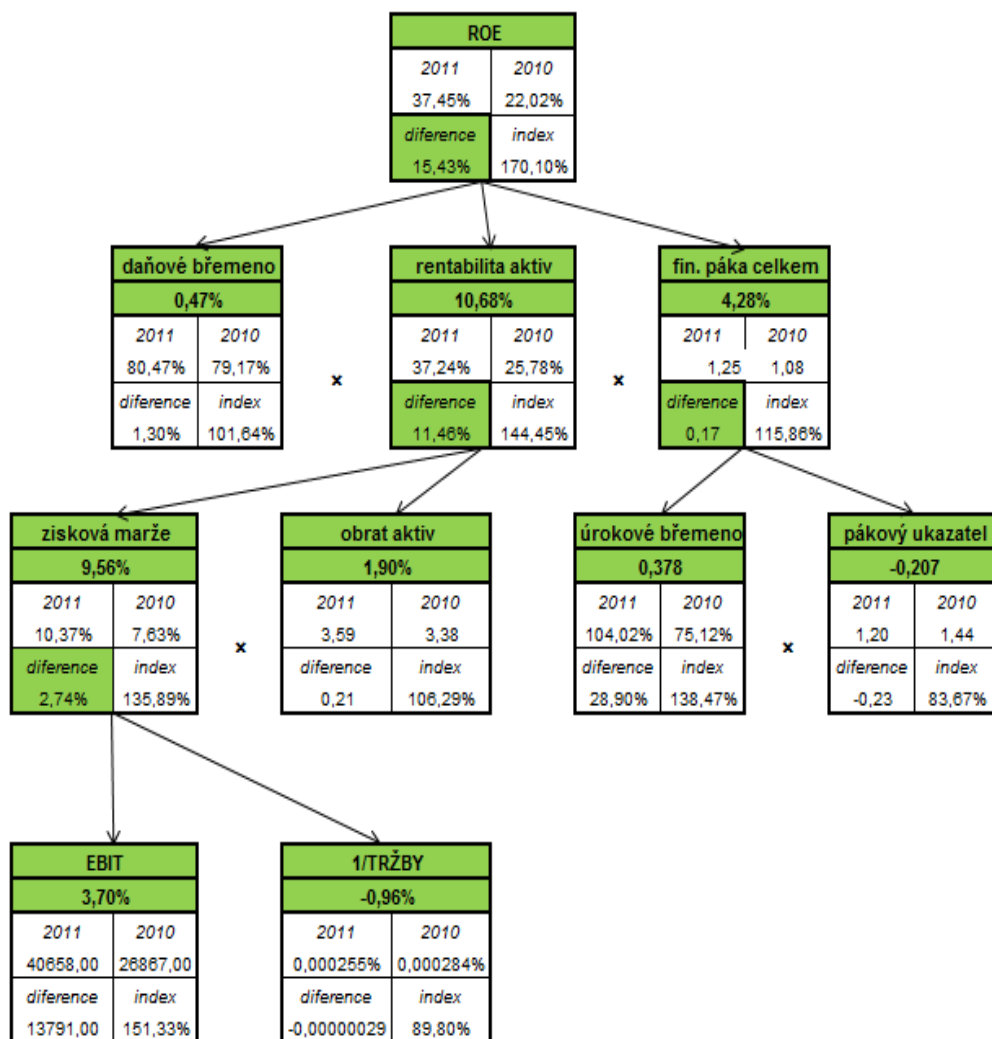 ROE
2011 2010
37,45% 22,02%
diference index
15,43% 170,10%
daňové břemeno rentabilita aktiv fin. páka celkem
0,47% 10,68% 4,28%
2011 2010 2011 2010 2011 2010
80,47% 79,17% x 37,24% 25,78% x 1,25 1,08
diference index diference index diference index
1,30% 101,64% 11,46% 144,45% 0,17 115,86%
zisková marže obrat aktiv úrokové břemeno pákový ukazatel
9,56% 1,90% 0,378 -0,207
2011 2010 2011 2010 2011 2010 2011 2010
10,37% 7,63% x 3,59 3,38 104,02% 75,12% x 1,20 1,44
diference index diference index diference index diference index
2,74% 135,89% 0,21 106,29% 28,90% 138,47% -0,23 83,67%
EBIT 1/TRŽBY
3,70% -0,96%
2011 2010 2011 2010
40658,00 26867,00 0,000255% 0,000284%
diference index diference index
13791,00 151,33% -0,00000029 89,80%